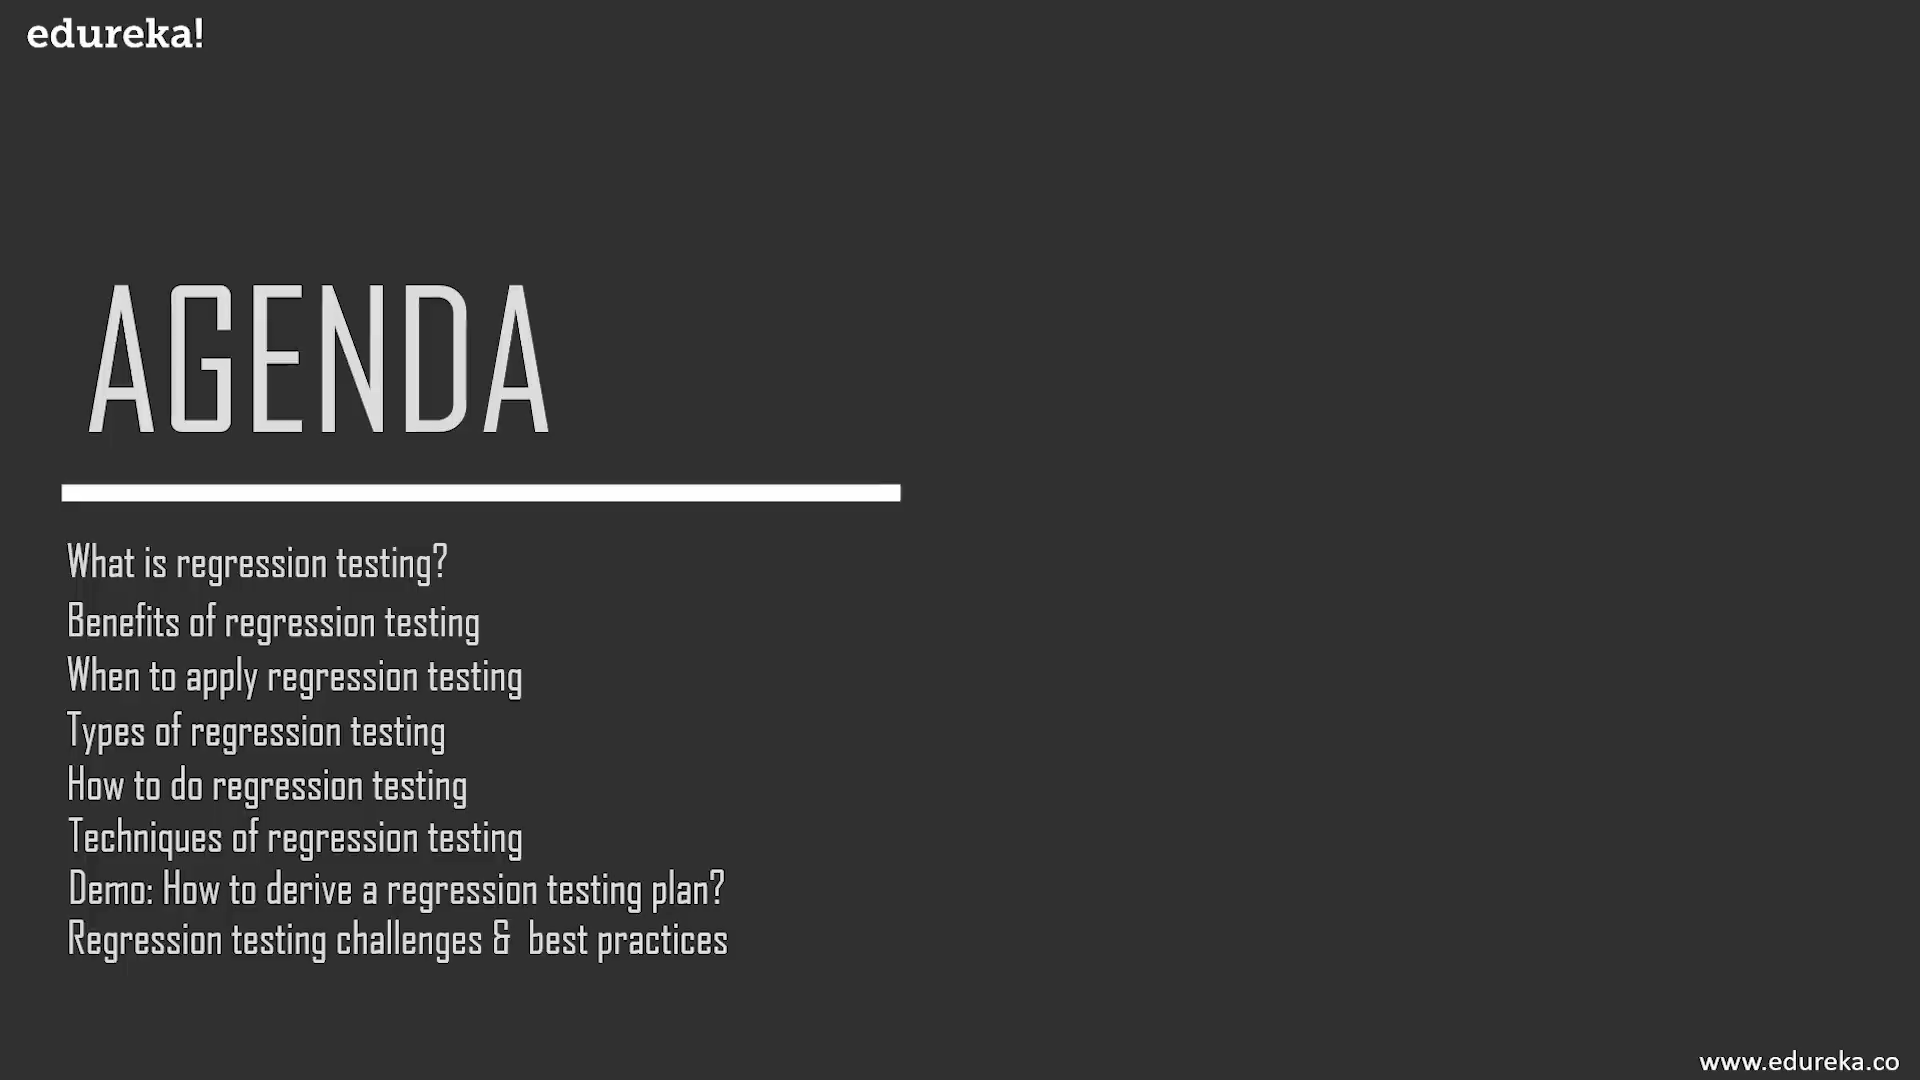 edureka!
AGENDA
What is regression testing?
Benefits of regression testing
When to apply regression testing
Types of regression testing
How to do regression testing
Techniques of regression testing
Demo: How to derive a regression testing plan?
Regression testing challenges & best practices
www.edureka.co